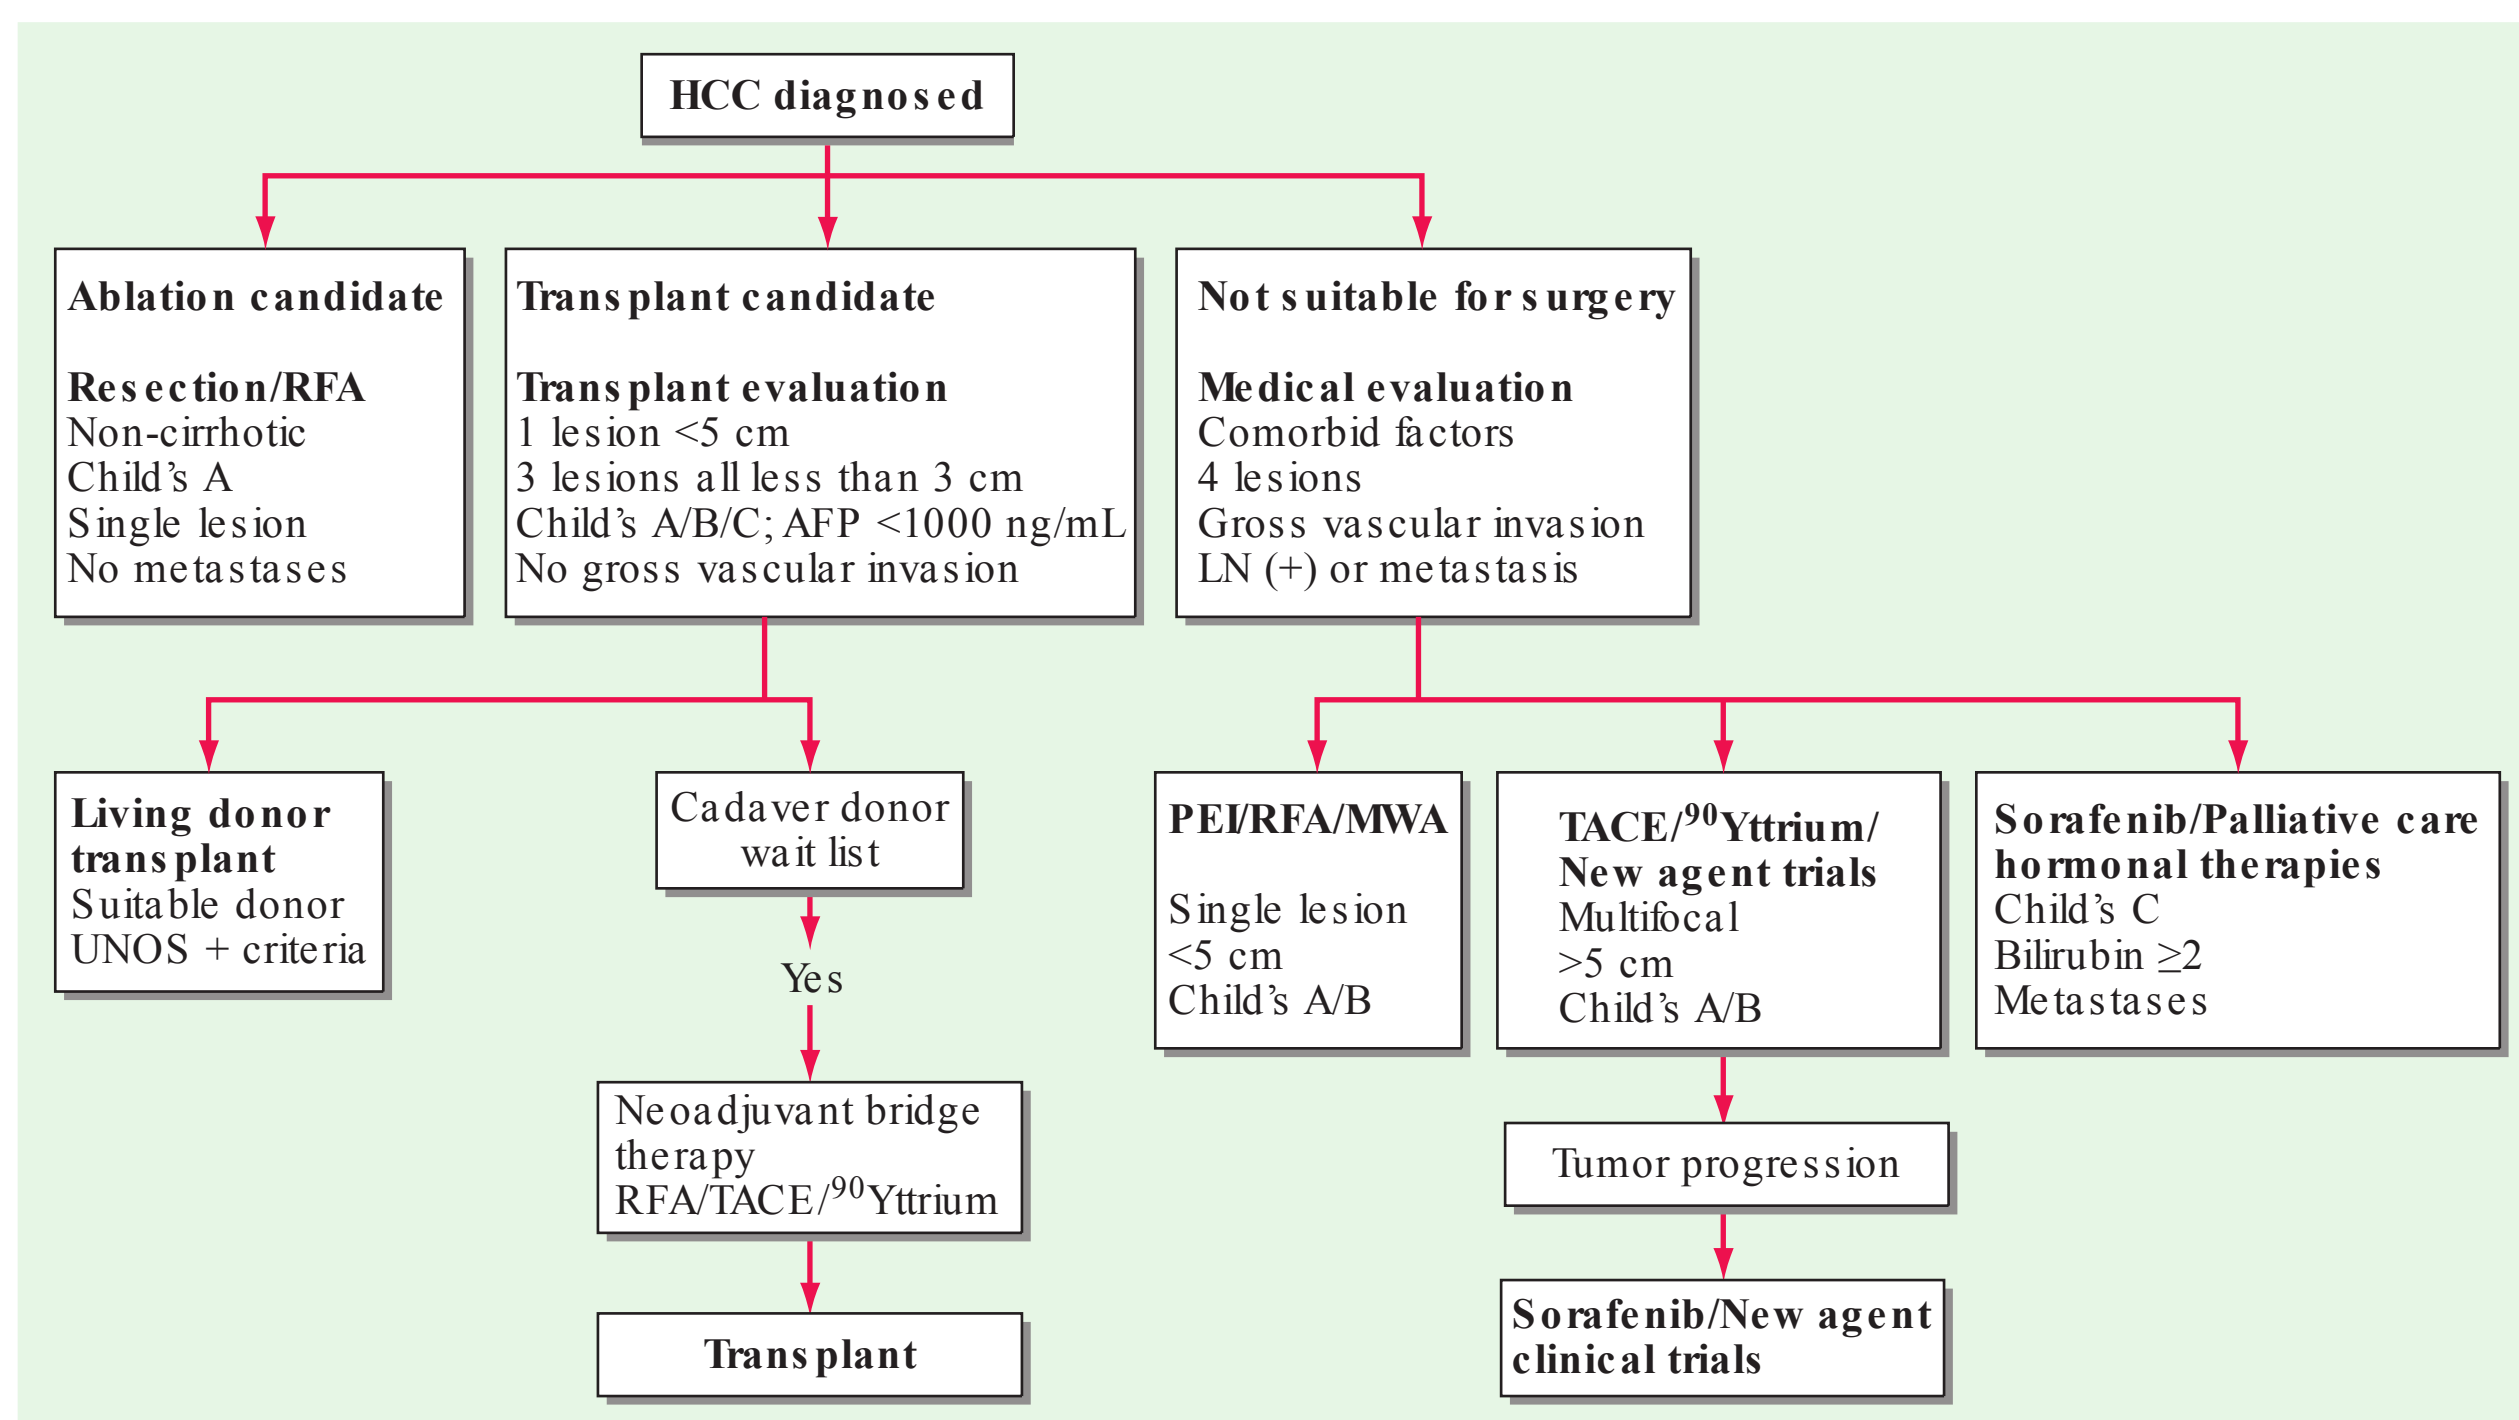 HCC diagnosed
Ablation candidate
Resection/RFA
Non-cirrhotic
Child’s A
Single lesion
No metastases
Transplant candidate
Transplant evaluation
1 lesion <5 cm
3 lesions all less than 3 cm
Child’s A/B/C; AFP <1000 ng/mL
No gross vascular invasion
Not suitable for surgery
Medical evaluation
Comorbid factors
4 lesions
Gross vascular invasion
LN (+) or metastasis
Living donor
transplant
Suitable donor
UNOS + criteria
Cadaver donor
wait list
Yes
Neoadjuvant bridge
therapy
RFA/TACE/⁹⁰Yttrium
Transplant
PEI/RFA/MWA
Single lesion
<5 cm
Child’s A/B
TACE/⁹⁰Yttrium/
New agent trials
Multifocal
>5 cm
Child’s A/B
Tumor progression
Sorafenib/New agent
clinical trials
Sorafenib/Palliative care
hormonal therapies
Child’s C
Bilirubin ≥2
Metastases